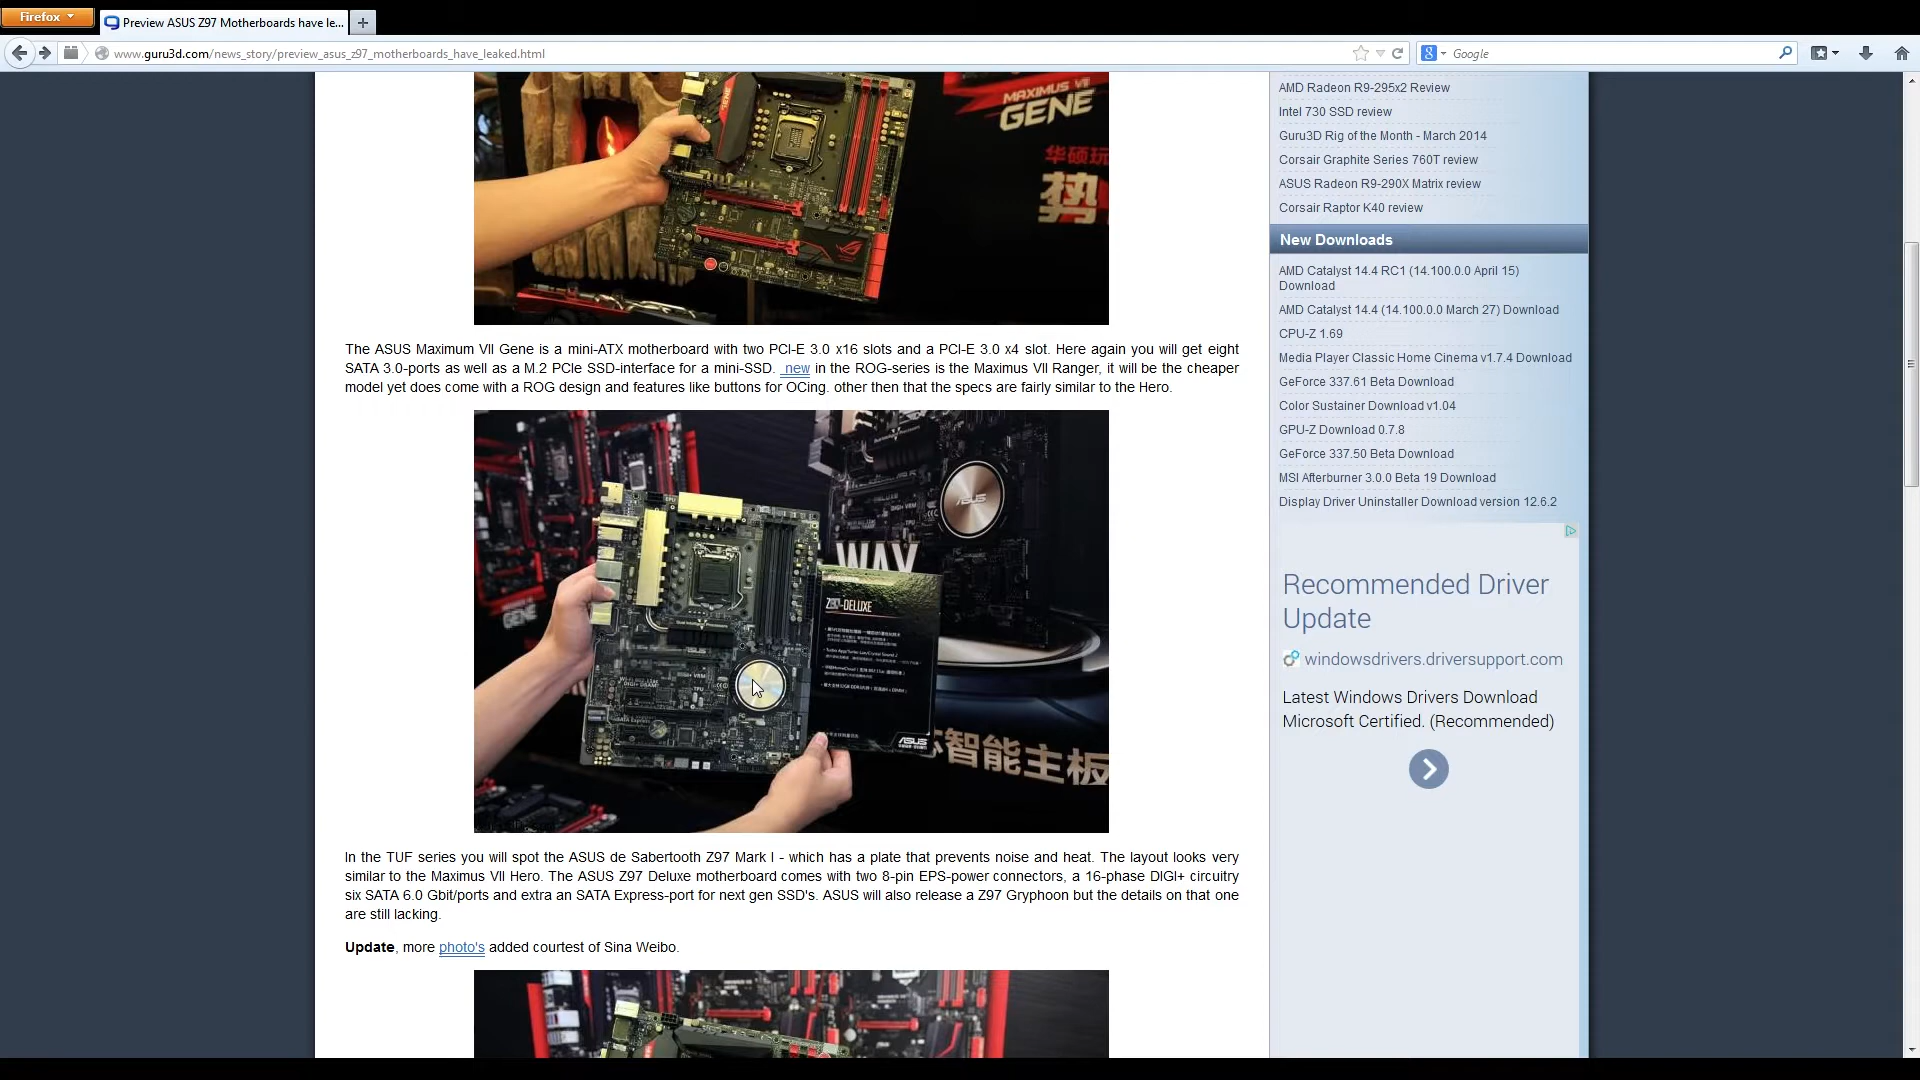 Firefox
Preview ASUS Z97 Motherboards have le...
www.guru3d.com/news_story/preview_asus_z97_motherboards_have_leaked.html
Google
MAXIMUS VII
GENE
华硕玩
势
The ASUS Maximum VII Gene is a mini-ATX motherboard with two PCI-E 3.0 x16 slots and a PCI-E 3.0 x4 slot. Here again you will get eight
SATA 3.0-ports as well as a M.2 PCIe SSD-interface for a mini-SSD. new in the ROG-series is the Maximus VII Ranger, it will be the cheaper
model yet does come with a ROG design and features like buttons for OCing. other then that the specs are fairly similar to the Hero.
ASUS
WAY
GENE
Z97-DELUXE
ASUS
芯智能主板
In the TUF series you will spot the ASUS de Sabertooth Z97 Mark I - which has a plate that prevents noise and heat. The layout looks very
similar to the Maximus VII Hero. The ASUS Z97 Deluxe motherboard comes with two 8-pin EPS-power connectors, a 16-phase DIGI+ circuitry
six SATA 6.0 Gbit/ports and extra an SATA Express-port for next gen SSD's. ASUS will also release a Z97 Gryphoon but the details on that one
are still lacking.
Update, more photo's added courtest of Sina Weibo.
AMD Radeon R9-295x2 Review
Intel 730 SSD review
Guru3D Rig of the Month - March 2014
Corsair Graphite Series 760T review
ASUS Radeon R9-290X Matrix review
Corsair Raptor K40 review
New Downloads
AMD Catalyst 14.4 RC1 (14.100.0.0 April 15)
Download
AMD Catalyst 14.4 (14.100.0.0 March 27) Download
CPU-Z 1.69
Media Player Classic Home Cinema v1.7.4 Download
GeForce 337.61 Beta Download
Color Sustainer Download v1.04
GPU-Z Download 0.7.8
GeForce 337.50 Beta Download
MSI Afterburner 3.0.0 Beta 19 Download
Display Driver Uninstaller Download version 12.6.2
Recommended Driver
Update
windowsdrivers.driversupport.com
Latest Windows Drivers Download
Microsoft Certified. (Recommended)